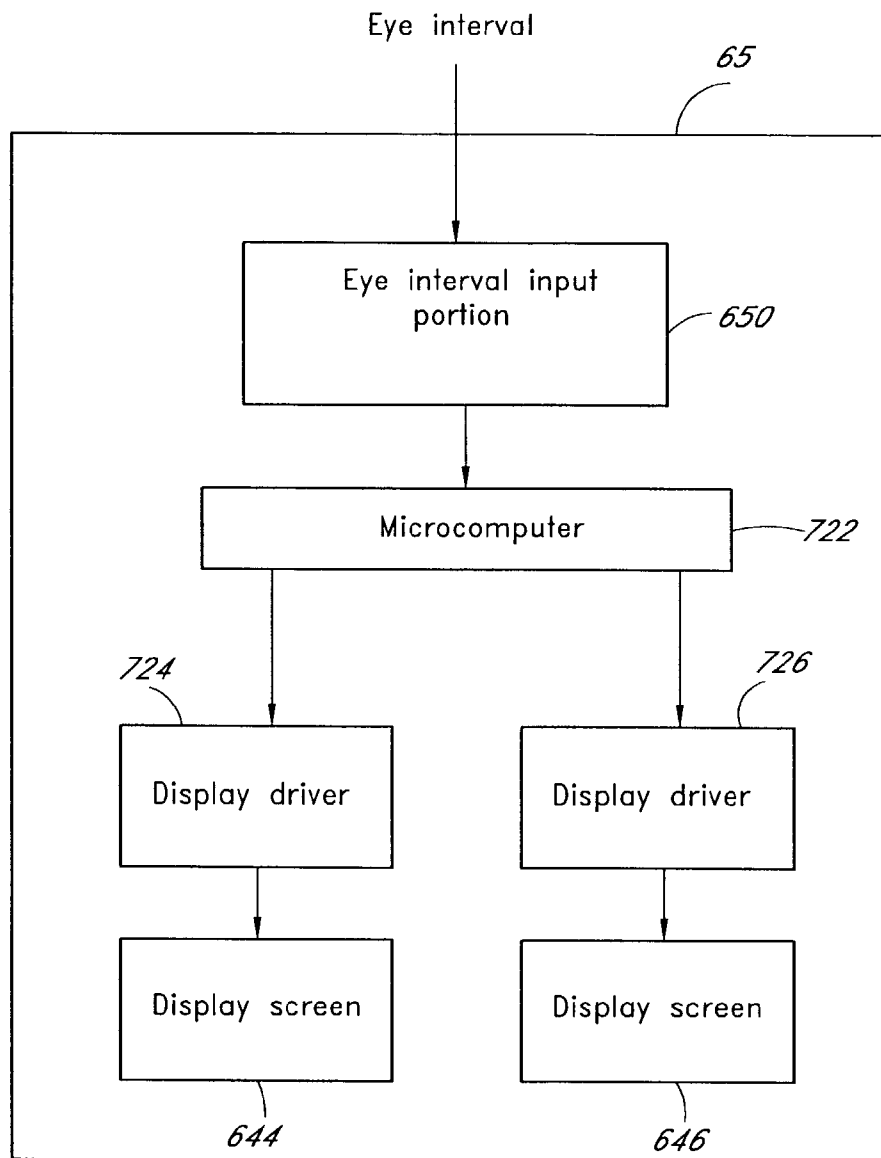 Eye interval
65
Eye interval input
portion
650
Microcomputer
722
724
726
Display driver
Display driver
Display screen
Display screen
644
646